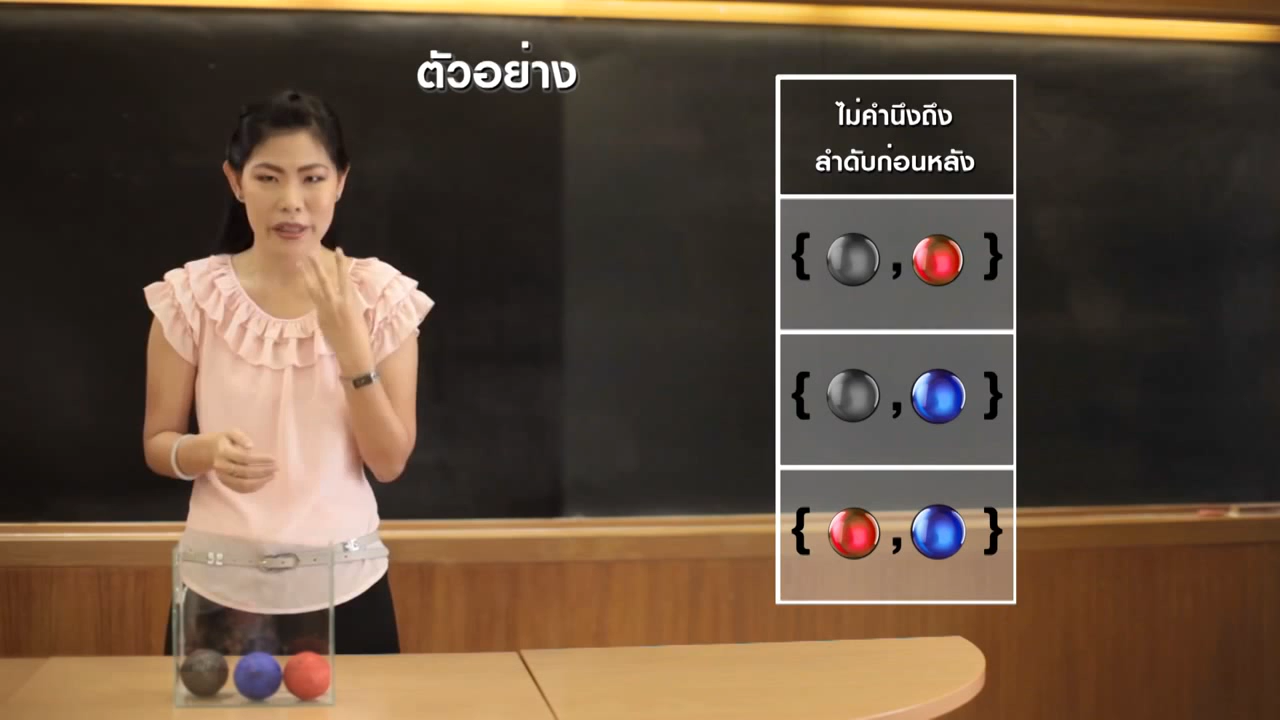 ตัวอย่าง
ไม่คำนึงถึง
ลำดับก่อนหลัง
{ , }
{ , }
{ , }